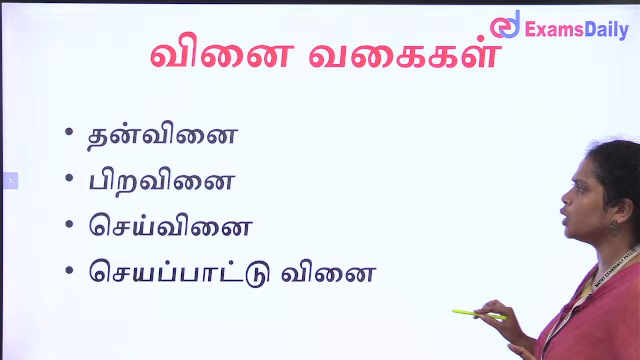 ExamsDaily
வினை வகைகள்
• தன்வினை
• பிறவினை
• செய்வினை
• செயப்பாட்டு வினை